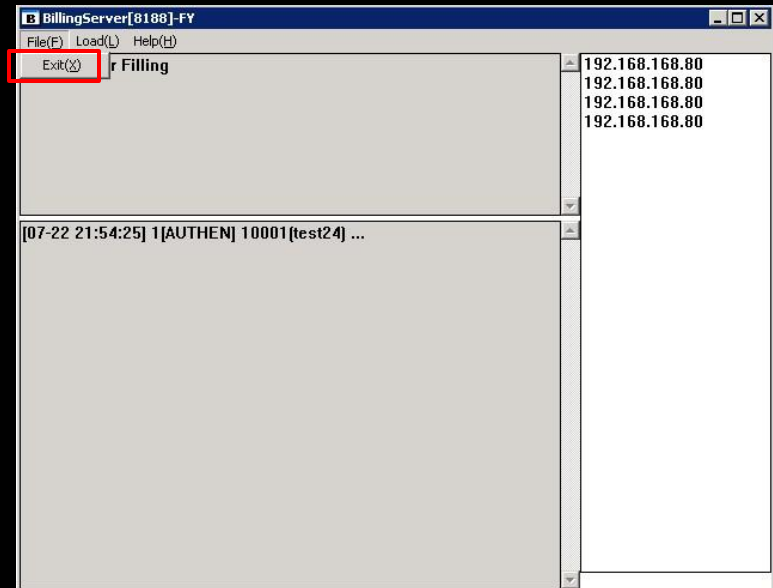 B BillingServer[8188]-FY
File(F) Load(L) Help(H)
Exit(X)
r Filling
192.168.168.80
192.168.168.80
192.168.168.80
192.168.168.80
[07-22 21:54:25] 1[AUTHEN] 10001(test24) ...